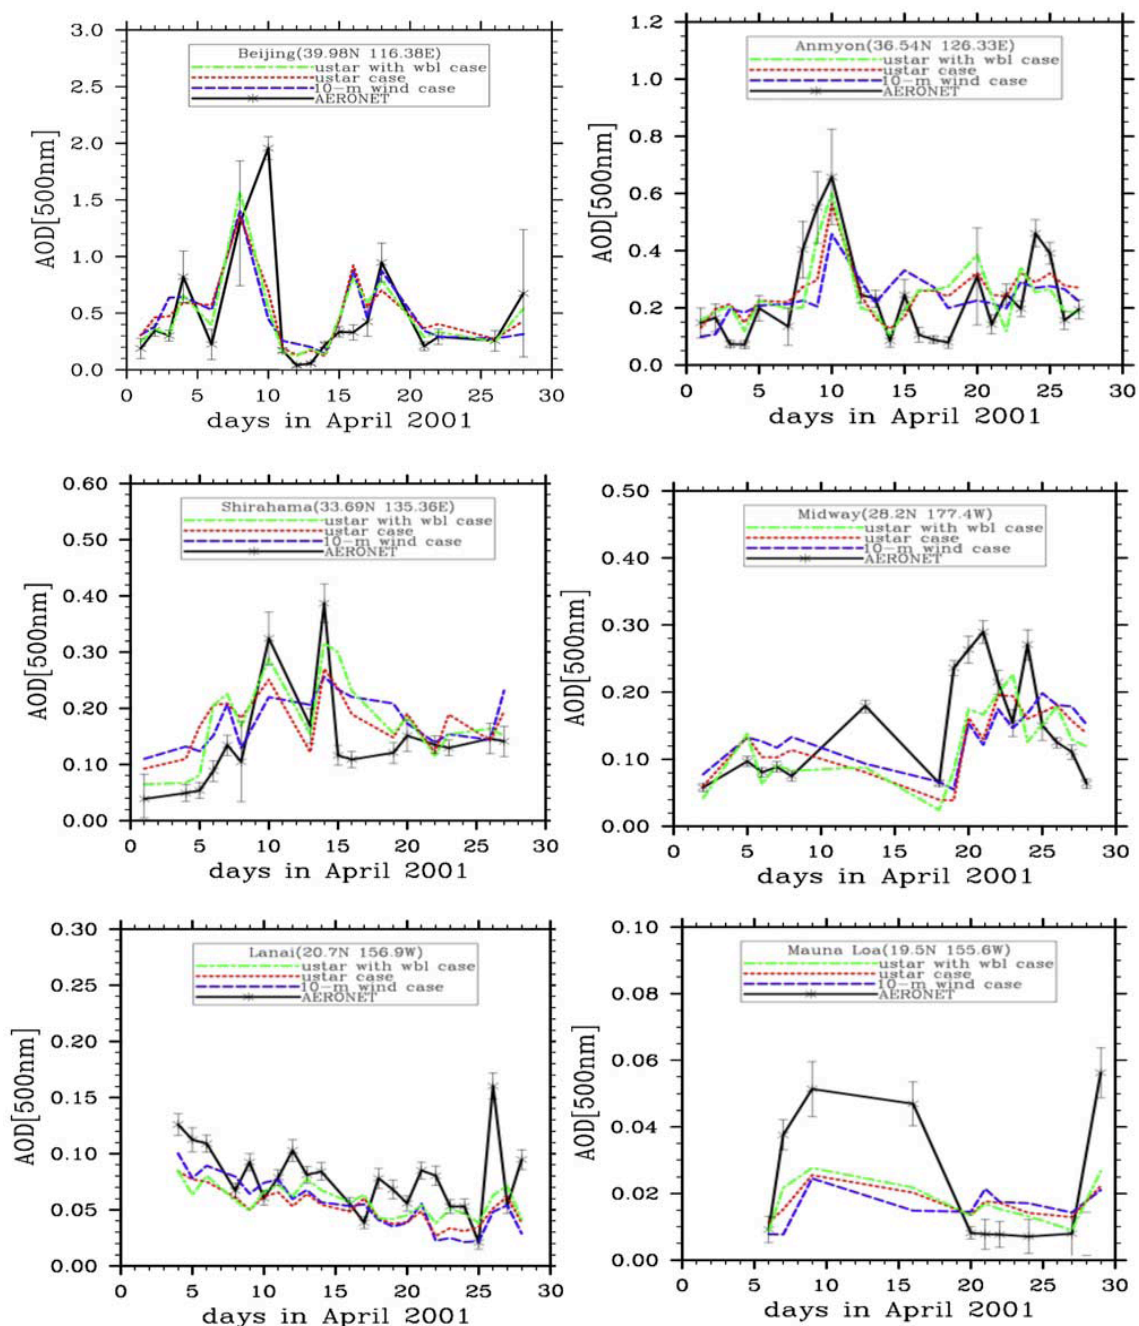 Beijing(39.98N 116.38E)
ustar with wbl case
ustar case
10-m wind case
AERONET
AOD[500nm]
3.0
2.5
2.0
1.5
1.0
0.5
0.0
0 5 10 15 20 25 30
days in April 2001
Anmyon(36.54N 126.33E)
ustar with wbl case
ustar case
10-m wind case
AERONET
AOD[500nm]
1.2
1.0
0.8
0.6
0.4
0.2
0.0
0 5 10 15 20 25 30
days in April 2001
Shirahama(33.69N 135.36E)
ustar with wbl case
ustar case
10-m wind case
AERONET
AOD[500nm]
0.60
0.50
0.40
0.30
0.20
0.10
0.00
0 5 10 15 20 25 30
days in April 2001
Midway(28.2N 177.4W)
ustar with wbl case
ustar case
10-m wind case
AERONET
AOD[500nm]
0.50
0.40
0.30
0.20
0.10
0.00
0 5 10 15 20 25 30
days in April 2001
Lanai(20.7N 156.9W)
ustar with wbl case
ustar case
10-m wind case
AERONET
AOD[500nm]
0.30
0.25
0.20
0.15
0.10
0.05
0.00
0 5 10 15 20 25 30
days in April 2001
Mauna Loa(19.5N 155.6W)
ustar with wbl case
ustar case
10-m wind case
AERONET
AOD[500nm]
0.10
0.08
0.06
0.04
0.02
0.00
0 5 10 15 20 25 30
days in April 2001